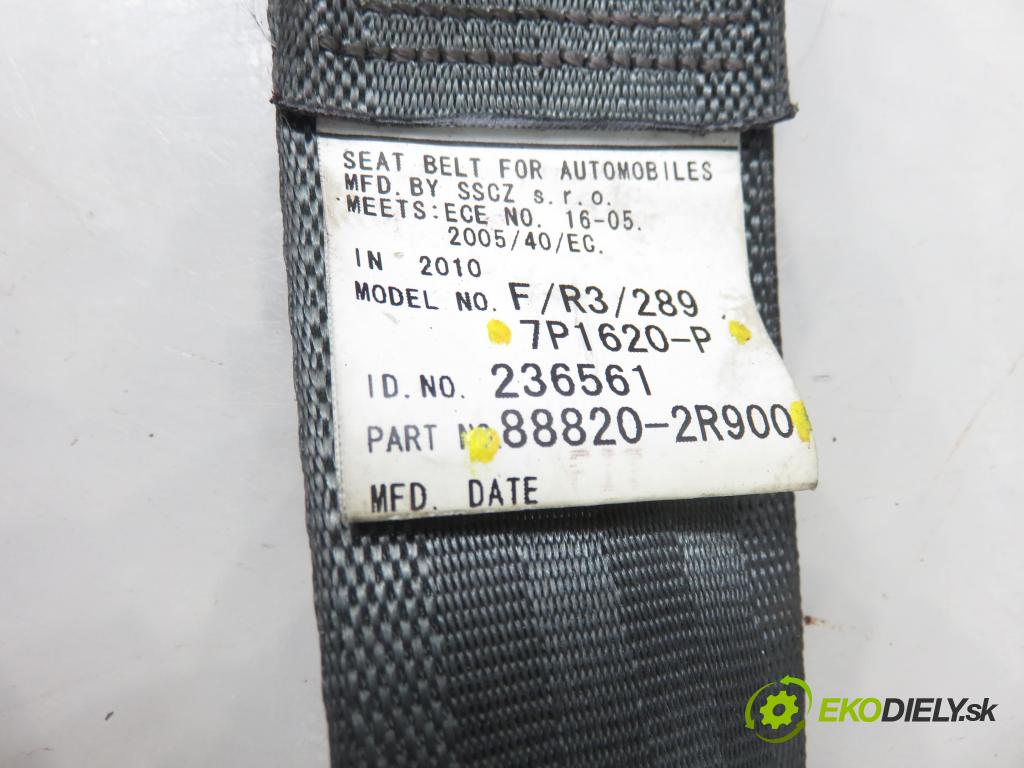 SEAT BELT FOR AUTOMOBILES
MFD. BY SSCZ s.r.o.
MEETS: ECE NO. 16-05.
2005/40/EC.
IN 2010
MODEL NO. F/R3/289
7P1620-P
ID. NO. 236561
PART NO. 88820-2R900
MFD. DATE
EKODIELY.sk